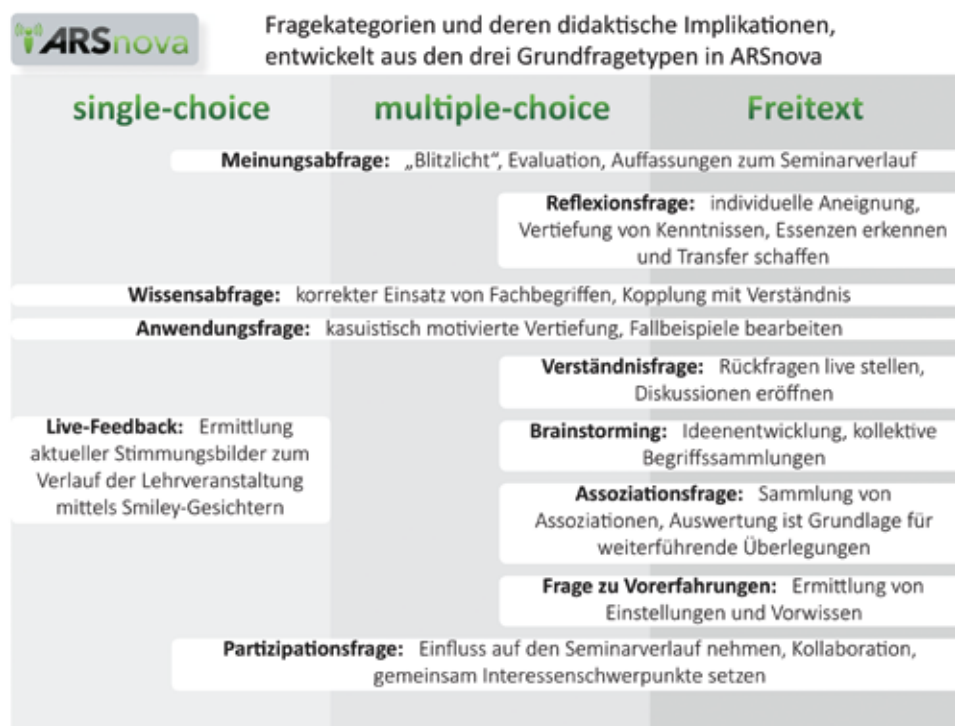 ARSnova
Fragekategorien und deren didaktische Implikationen,
entwickelt aus den drei Grundfragetypen in ARSnova
single-choice
multiple-choice
Freitext
Meinungsabfrage: „Blitzlicht“, Evaluation, Auffassungen zum Seminarverlauf
Reflexionsfrage: individuelle Aneignung,
Vertiefung von Kenntnissen, Essenzen erkennen
und Transfer schaffen
Wissensabfrage: korrekter Einsatz von Fachbegriffen, Kopplung mit Verständnis
Anwendungsfrage: kasuistisch motivierte Vertiefung, Fallbeispiele bearbeiten
Verständnisfrage: Rückfragen live stellen,
Diskussionen eröffnen
Live-Feedback: Ermittlung
aktueller Stimmungsbilder zum
Verlauf der Lehrveranstaltung
mittels Smiley-Gesichtern
Brainstorming: Ideenentwicklung, kollektive
Begriffssammlungen
Assoziationsfrage: Sammlung von
Assoziationen, Auswertung ist Grundlage für
weiterführende Überlegungen
Frage zu Vorerfahrungen: Ermittlung von
Einstellungen und Vorwissen
Partizipationsfrage: Einfluss auf den Seminarverlauf nehmen, Kollaboration,
gemeinsam Interessenschwerpunkte setzen